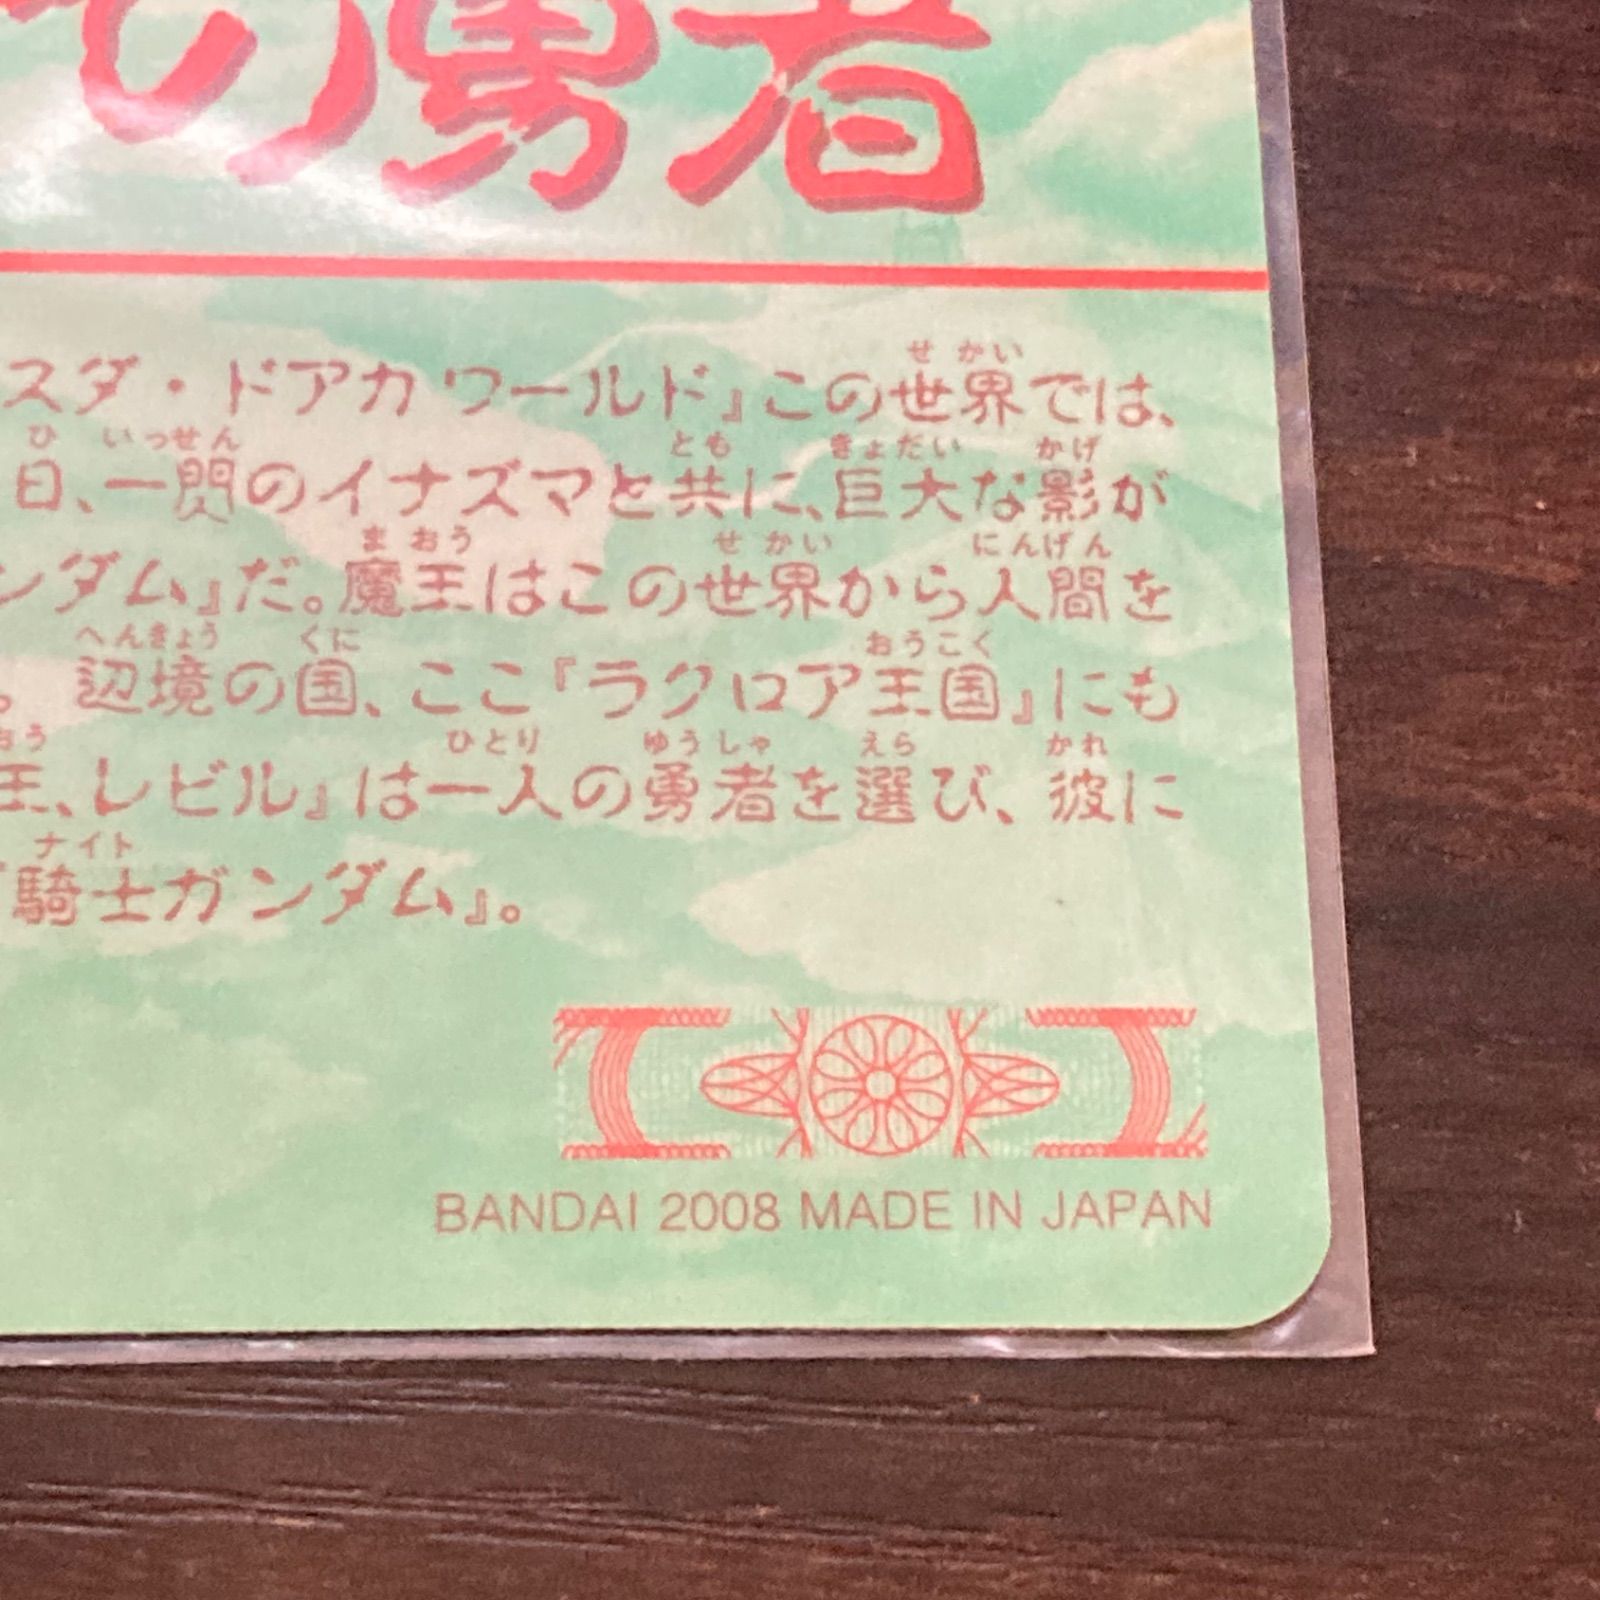 の勇者
スダ・ドアカワールド』この世界では、
日、一閃のイナズマと共に、巨大な影が
ンダム』だ。魔王はこの世界から人間を
。辺境の国、ここ『ラクロア王国』にも
王、レビル』は一人の勇者を選び、彼に
『騎士ガンダム』。
BANDAI 2008 MADE IN JAPAN